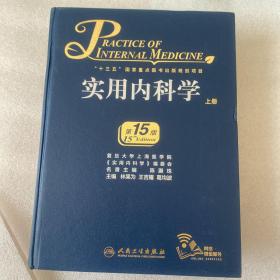 PRACTICE OF
INTERNAL MEDICINE
“十三五”国家重点图书出版规划项目
实用内科学
上册
第15版
15th Edition
复旦大学上海医学院
《实用内科学》编委会
名誉主编 陈灏珠
主编 林果为 王吉耀 葛均波
人民卫生出版社